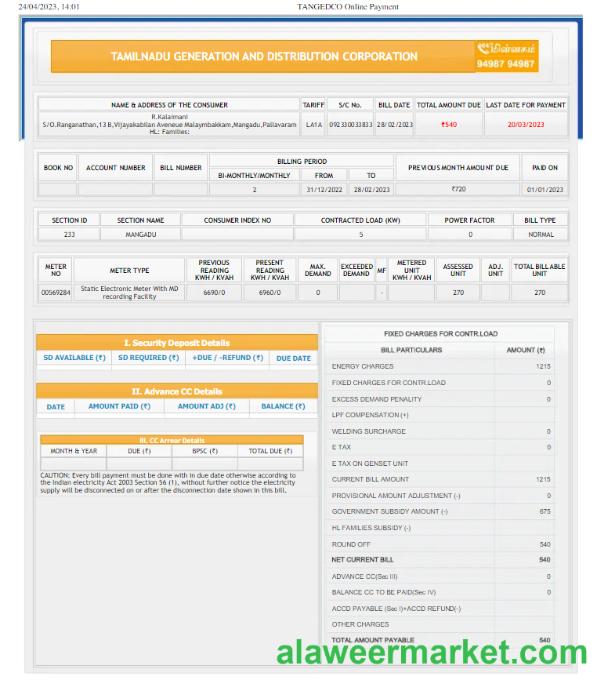 24/04/2023, 14:01 TANGEDCO Online Payment
TAMILNADU GENERATION AND DISTRIBUTION CORPORATION
மின்னகம்
94987 94987
NAME & ADDRESS OF THE CONSUMER TARIFF S/C No. BILL DATE TOTAL AMOUNT DUE LAST DATE FOR PAYMENT
R.Kalaimani
S/O.Ranganathan,13 B,Vijayakabilan Aveneue Malaymbakkam,Mangadu,Pallavaram
HL: Families:
LA1A 092330033833 28/02/2023 ₹540 20/03/2023
BOOK NO ACCOUNT NUMBER BILL NUMBER BILLING PERIOD PREVIOUS MONTH AMOUNT DUE PAID ON
BI-MONTHLY/MONTHLY FROM TO
2 31/12/2022 28/02/2023 ₹720 01/01/2023
SECTION ID SECTION NAME CONSUMER INDEX NO CONTRACTED LOAD (KW) POWER FACTOR BILL TYPE
233 MANGADU 5 0 NORMAL
METER NO METER TYPE PREVIOUS READING KWH / KVAH PRESENT READING KWH / KVAH MAX. DEMAND EXCEEDED DEMAND MF METERED UNIT KWH / KVAH ASSESSED UNIT ADJ. UNIT TOTAL BILLABLE UNIT
00569284 Static Electronic Meter With MD recording Facility 6690/0 6960/0 0 - 270 270
I. Security Deposit Details
SD AVAILABLE (₹) SD REQUIRED (₹) +DUE / -REFUND (₹) DUE DATE
II. Advance CC Details
DATE AMOUNT PAID (₹) AMOUNT ADJ (₹) BALANCE (₹)
III. CC Arrear Details
MONTH & YEAR DUE (₹) BPSC (₹) TOTAL DUE (₹)
CAUTION: Every bill payment must be done with in due date otherwise according to
the Indian electricity Act 2003 Section 56 (1), without further notice the electricity
supply will be disconnected on or after the disconnection date shown in this bill.
FIXED CHARGES FOR CONTR.LOAD
BILL PARTICULARS AMOUNT (₹)
ENERGY CHARGES 1215
FIXED CHARGES FOR CONTR.LOAD 0
EXCESS DEMAND PENALITY 0
LPF COMPENSATION (+)
WELDING SURCHARGE 0
E TAX 0
E TAX ON GENSET UNIT
CURRENT BILL AMOUNT 1215
PROVISIONAL AMOUNT ADJUSTMENT (-) 0
GOVERNMENT SUBSIDY AMOUNT (-) 675
HL FAMILIES SUBSIDY (-)
ROUND OFF 540
NET CURRENT BILL 540
ADVANCE CC(Sec III) 0
BALANCE CC TO BE PAID(Sec IV) 0
ACCD PAYABLE (Sec I)+ACCD REFUND(-)
OTHER CHARGES
TOTAL AMOUNT PAYABLE 540
alaweermarket.com